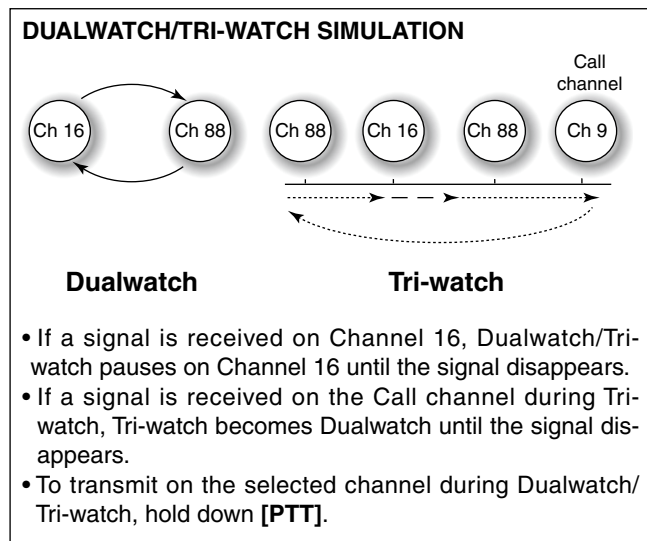 DUALWATCH/TRI-WATCH SIMULATION
Call
channel
Ch 16
Ch 88
Ch 88
Ch 16
Ch 88
Ch 9
Dualwatch
Tri-watch
• If a signal is received on Channel 16, Dualwatch/Tri-
watch pauses on Channel 16 until the signal disappears.
• If a signal is received on the Call channel during Tri-
watch, Tri-watch becomes Dualwatch until the signal dis-
appears.
• To transmit on the selected channel during Dualwatch/
Tri-watch, hold down [PTT].